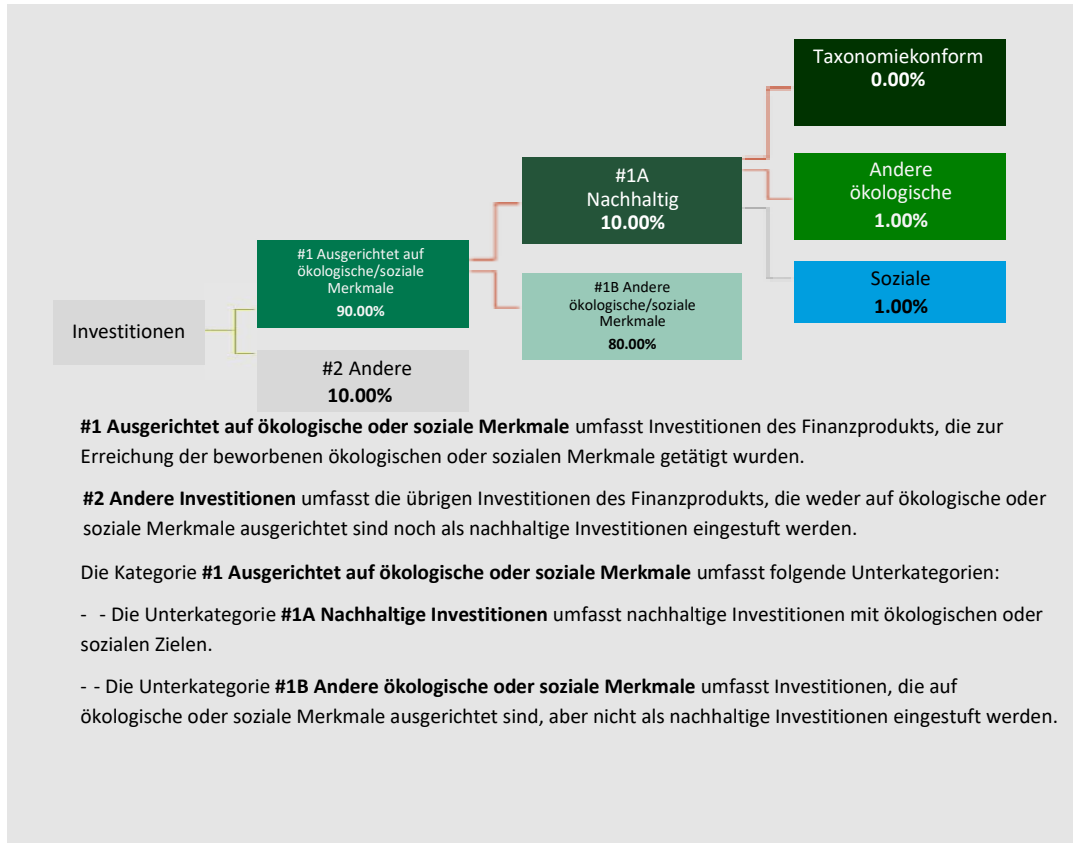 Investitionen
#1 Ausgerichtet auf
ökologische/soziale
Merkmale
90.00%
#2 Andere
10.00%
#1A
Nachhaltig
10.00%
#1B Andere
ökologische/soziale
Merkmale
80.00%
Taxonomiekonform
0.00%
Andere
ökologische
1.00%
Soziale
1.00%
#1 Ausgerichtet auf ökologische oder soziale Merkmale umfasst Investitionen des Finanzprodukts, die zur
Erreichung der beworbenen ökologischen oder sozialen Merkmale getätigt wurden.
#2 Andere Investitionen umfasst die übrigen Investitionen des Finanzprodukts, die weder auf ökologische oder
soziale Merkmale ausgerichtet sind noch als nachhaltige Investitionen eingestuft werden.
Die Kategorie #1 Ausgerichtet auf ökologische oder soziale Merkmale umfasst folgende Unterkategorien:
- - Die Unterkategorie #1A Nachhaltige Investitionen umfasst nachhaltige Investitionen mit ökologischen oder
sozialen Zielen.
- - Die Unterkategorie #1B Andere ökologische oder soziale Merkmale umfasst Investitionen, die auf
ökologische oder soziale Merkmale ausgerichtet sind, aber nicht als nachhaltige Investitionen eingestuft werden.